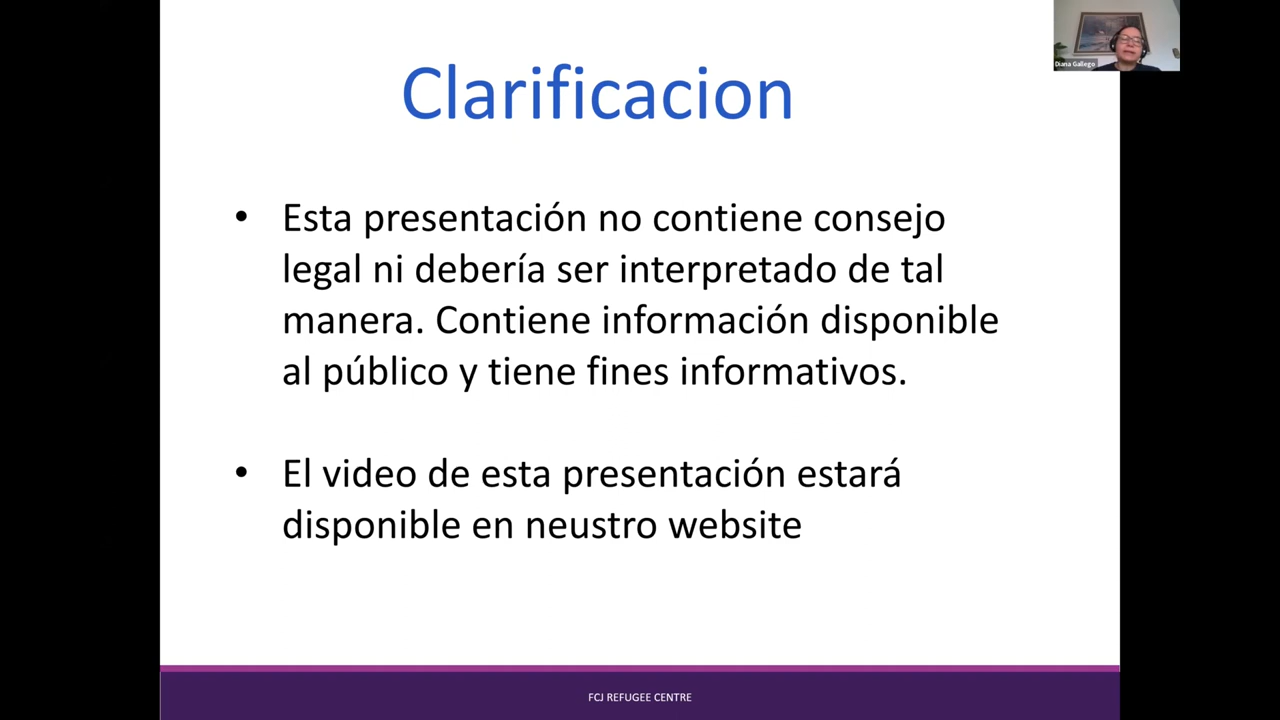 Clarificacion
Diana Gallego
• Esta presentación no contiene consejo
legal ni debería ser interpretado de tal
manera. Contiene información disponible
al público y tiene fines informativos.
• El video de esta presentación estará
disponible en neustro website
FCJ REFUGEE CENTRE